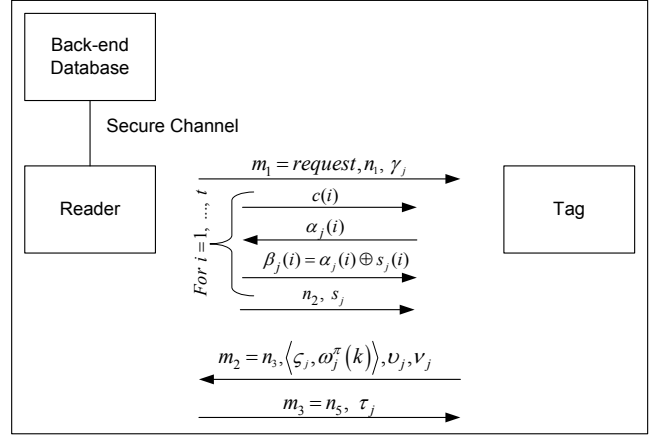 Back-end
Database
Secure Channel
Reader
Tag
m₁ = request, n₁, γⱼ
For i = 1, ..., t
c(i)
αⱼ(i)
βⱼ(i) = αⱼ(i) ⊕ sⱼ(i)
n₂, sⱼ
m₂ = n₃, ⟨ςⱼ, ωⱼ^π(k)⟩, υⱼ, νⱼ
m₃ = n₅, τⱼ